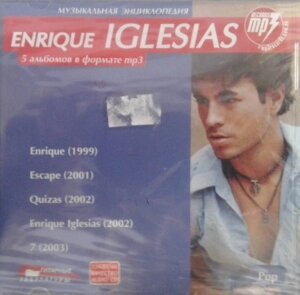 МУЗЫКАЛЬНАЯ ЭНЦИКЛОПЕДИЯ
ENRIQUE IGLESIAS
5 альбомов в формате mp3
mp3
Enrique (1999)
Escape (2001)
Quizas (2002)
Enrique Iglesias (2002)
7 (2003)
Pop